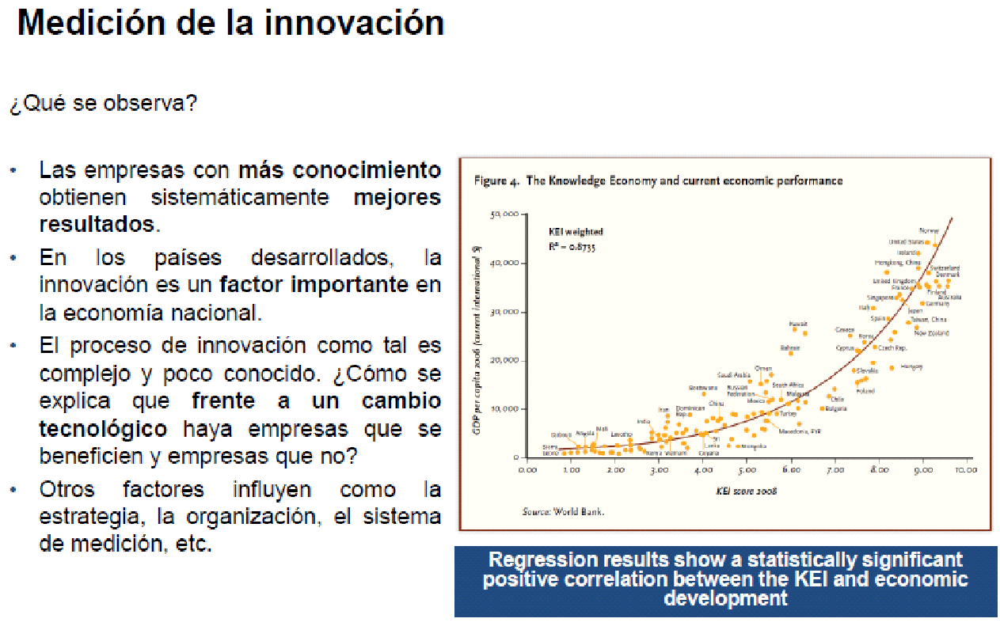 Medición de la innovación
¿Qué se observa?
• Las empresas con más conocimiento
obtienen sistemáticamente mejores
resultados.
• En los países desarrollados, la
innovación es un factor importante en
la economía nacional.
• El proceso de innovación como tal es
complejo y poco conocido. ¿Cómo se
explica que frente a un cambio
tecnológico haya empresas que se
beneficien y empresas que no?
• Otros factores influyen como la
estrategia, la organización, el sistema
de medición, etc.
Figure 4. The Knowledge Economy and current economic performance
GDP per capita 2006 (current international $)
50,000
40,000
30,000
20,000
10,000
0
KEI weighted
R² = 0.8735
Norway
United States
Ireland
Hongkong, China
Switzerland
Denmark
United Kingdom
France
Finland
Singapore
Australia
Germany
Italy
Japan
Spain
Taiwan, China
Kuwait
Greece
New Zealand
Korea
Bahrain
Cyprus
Czech Rep.
Hungary
Oman
Slovakia
Saudi Arabia
Botswana
Russian
Federation
South Africa
Poland
Mexico
Malaysia
Chile
Iran
Dominican
Rep.
China
Bulgaria
Turkey
India
Macedonia, FYR
Djibouti
Angola
Mali
Lesotho
Sri
Lanka
Mongolia
Sierra
Leone
Kenya
Vietnam
Guyana
0.00 1.00 2.00 3.00 4.00 5.00 6.00 7.00 8.00 9.00 10.00
KEI score 2008
Source: World Bank.
Regression results show a statistically significant
positive correlation between the KEI and economic
development